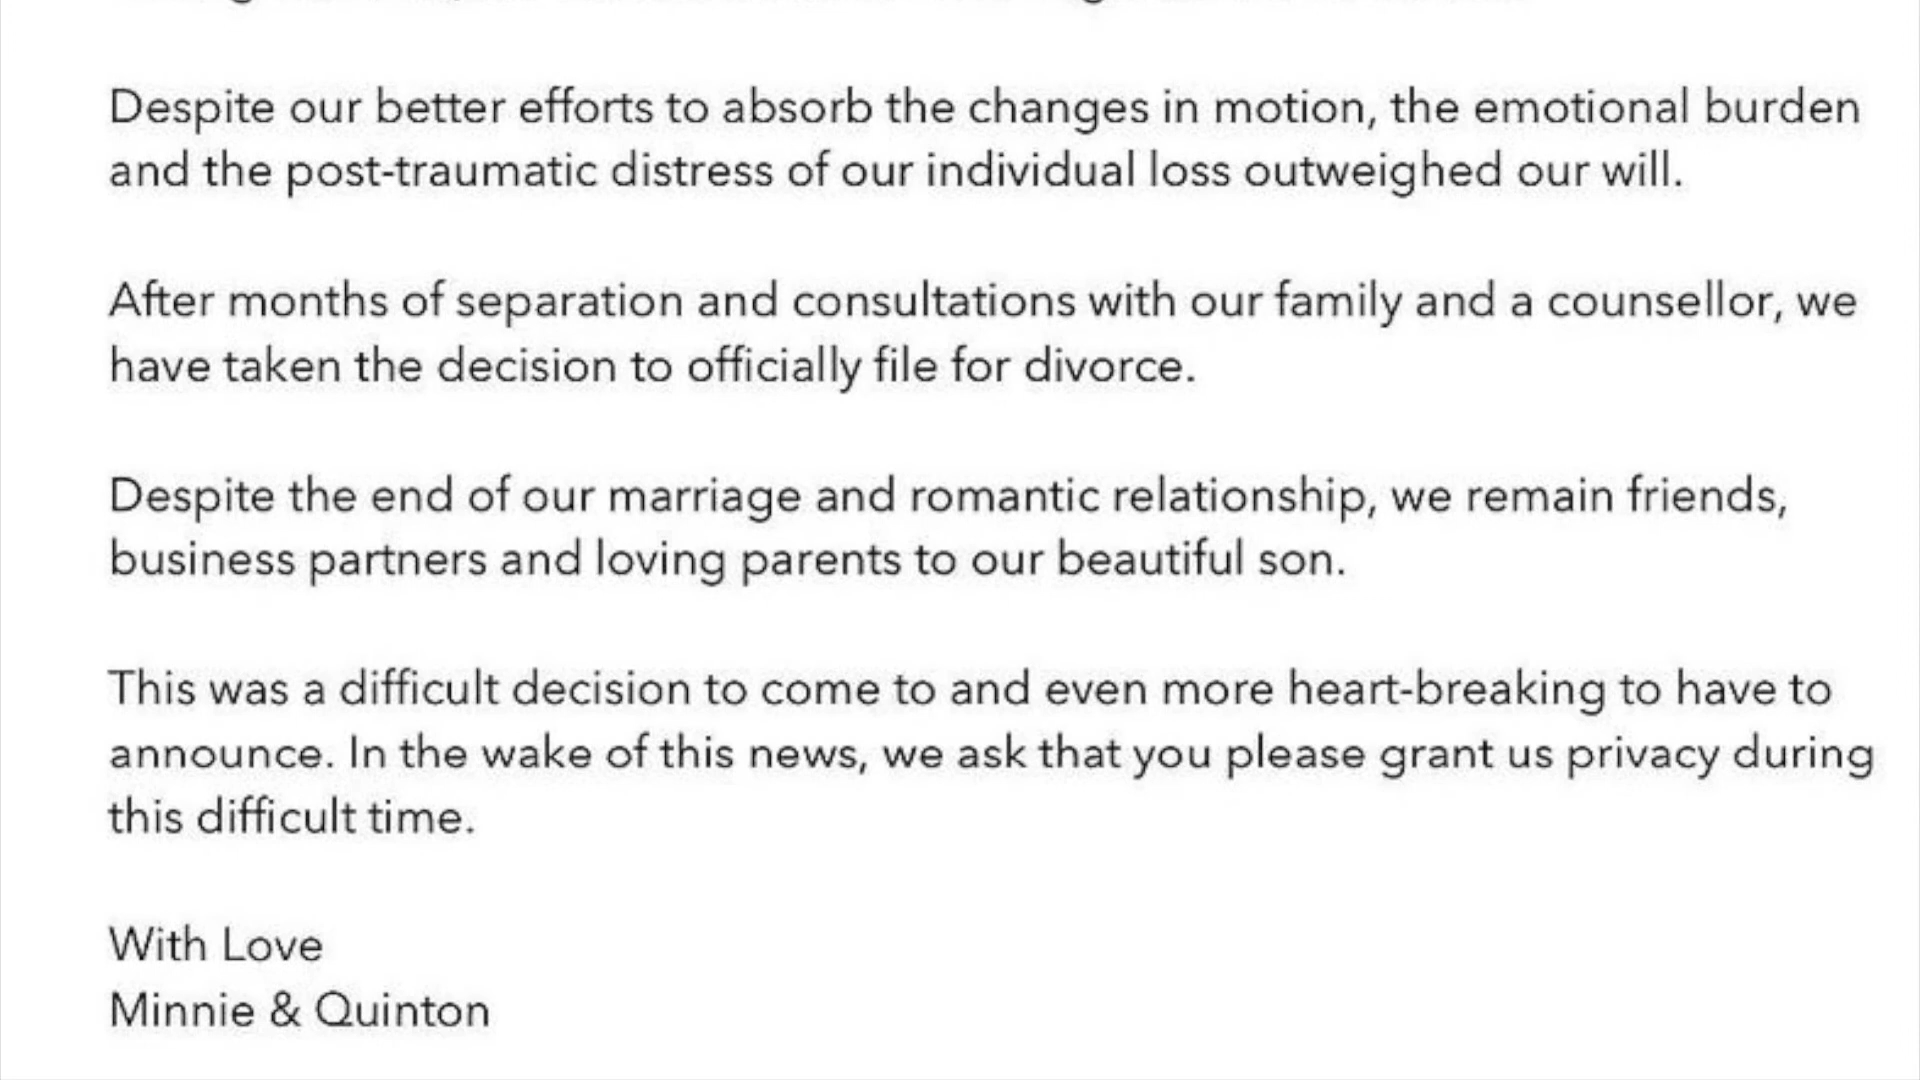 Despite our better efforts to absorb the changes in motion, the emotional burden
and the post-traumatic distress of our individual loss outweighed our will.
After months of separation and consultations with our family and a counsellor, we
have taken the decision to officially file for divorce.
Despite the end of our marriage and romantic relationship, we remain friends,
business partners and loving parents to our beautiful son.
This was a difficult decision to come to and even more heart-breaking to have to
announce. In the wake of this news, we ask that you please grant us privacy during
this difficult time.
With Love
Minnie & Quinton